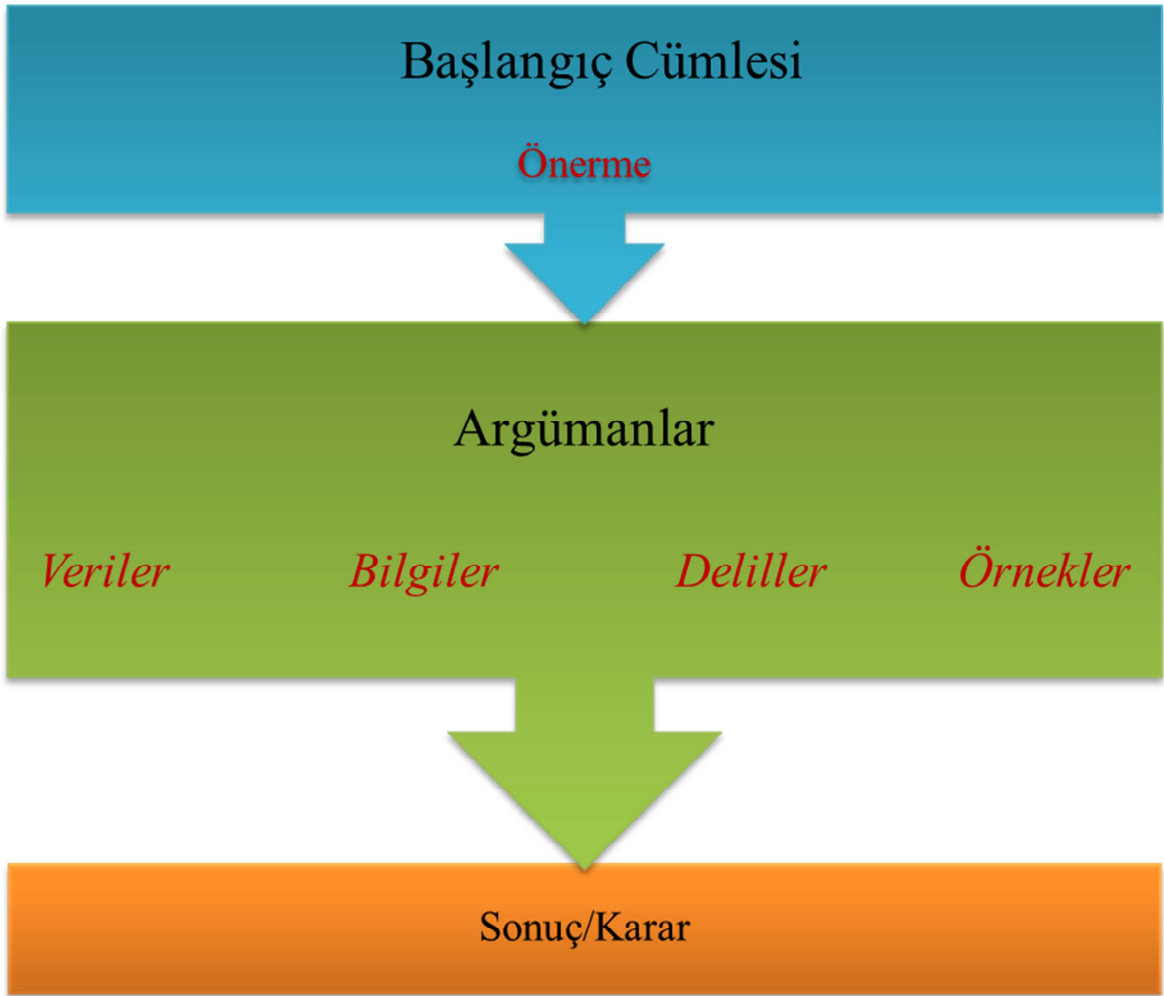 Başlangıç Cümlesi
Önerme
Argümanlar
Veriler Bilgiler Deliller Örnekler
Sonuç/Karar